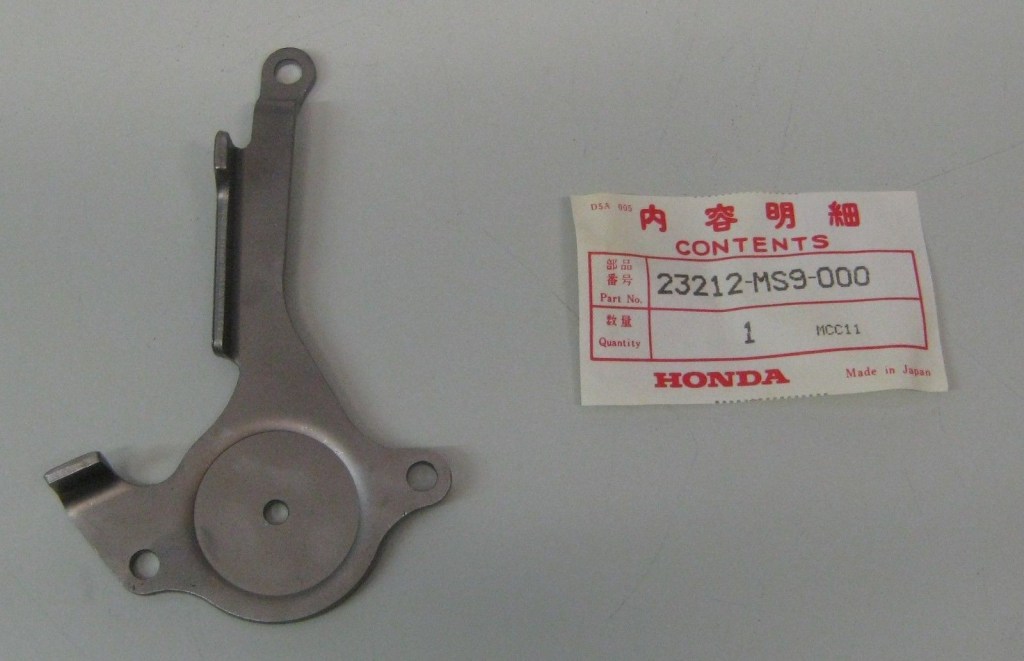 DSA 005
内容明細
CONTENTS
部品
番号
Part No.
23212-MS9-000
数量
Quantity
1 MCC11
HONDA
Made in Japan